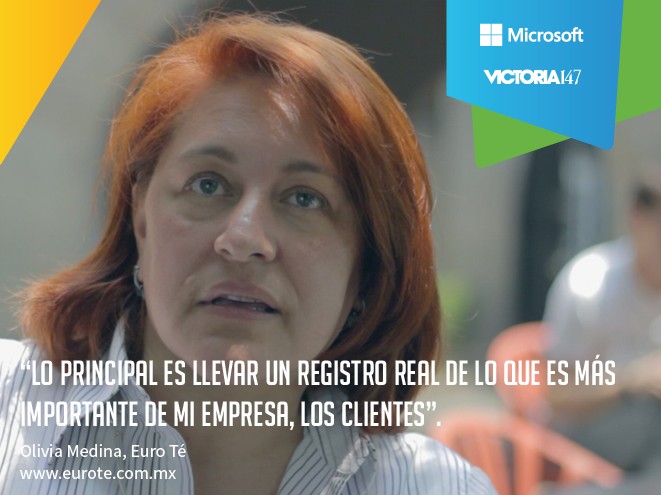 Microsoft
VICTORIA147
“LO PRINCIPAL ES LLEVAR UN REGISTRO REAL DE LO QUE ES MÁS
IMPORTANTE DE MI EMPRESA, LOS CLIENTES”.
Olivia Medina, Euro Té
www.eurote.com.mx